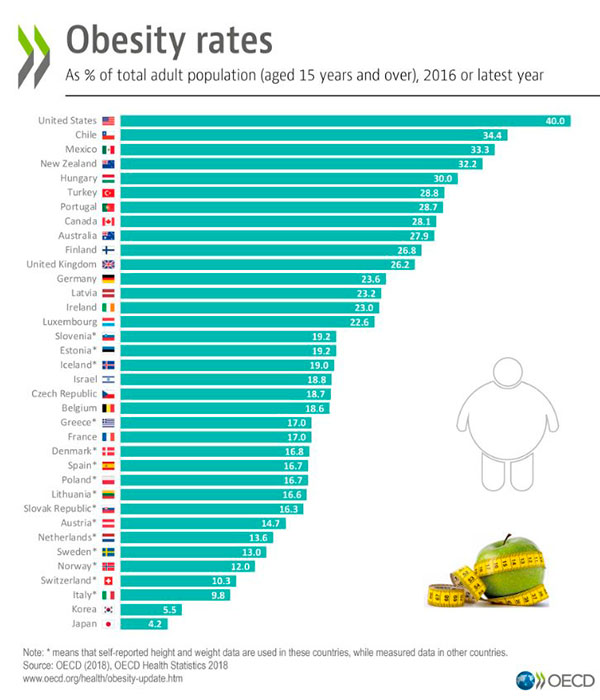 Obesity rates
As % of total adult population (aged 15 years and over), 2016 or latest year
United States 40.0
Chile 34.4
Mexico 33.3
New Zealand 32.2
Hungary 30.0
Turkey 28.8
Portugal 28.7
Canada 28.1
Australia 27.9
Finland 26.8
United Kingdom 26.2
Germany 23.6
Latvia 23.2
Ireland 23.0
Luxembourg 22.6
Slovenia* 19.2
Estonia* 19.2
Iceland* 19.0
Israel 18.8
Czech Republic 18.7
Belgium 18.6
Greece* 17.0
France 17.0
Denmark* 16.8
Spain* 16.7
Poland* 16.7
Lithuania* 16.6
Slovak Republic* 16.3
Austria* 14.7
Netherlands* 13.6
Sweden* 13.0
Norway* 12.0
Switzerland* 10.3
Italy* 9.8
Korea 5.5
Japan 4.2
Note: * means that self-reported height and weight data are used in these countries, while measured data in other countries.
Source: OECD (2018), OECD Health Statistics 2018
www.oecd.org/health/obesity-update.htm
OECD